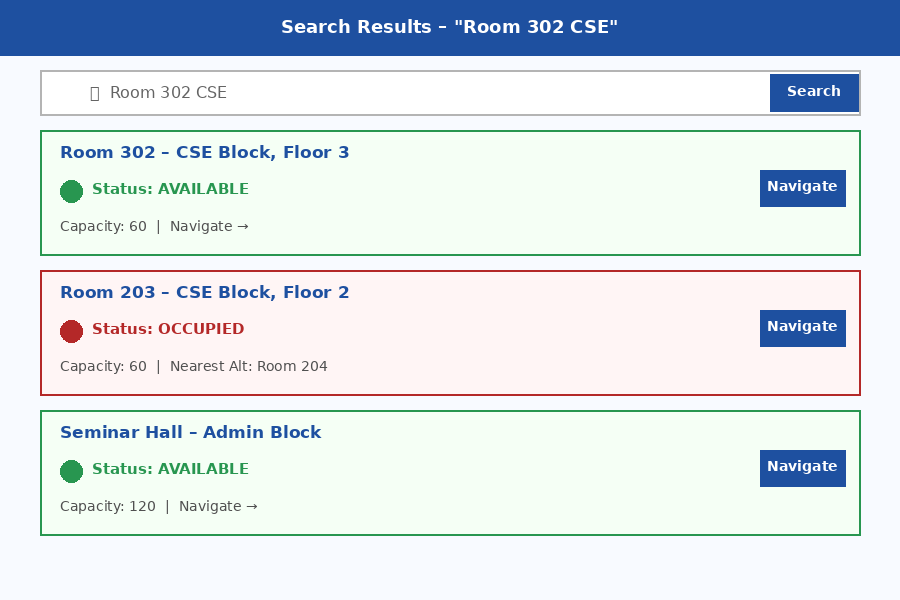 Search Results – "Room 302 CSE"
Room 302 CSE
Search
Room 302 – CSE Block, Floor 3
Status: AVAILABLE
Navigate
Capacity: 60 | Navigate →
Room 203 – CSE Block, Floor 2
Status: OCCUPIED
Navigate
Capacity: 60 | Nearest Alt: Room 204
Seminar Hall – Admin Block
Status: AVAILABLE
Navigate
Capacity: 120 | Navigate →